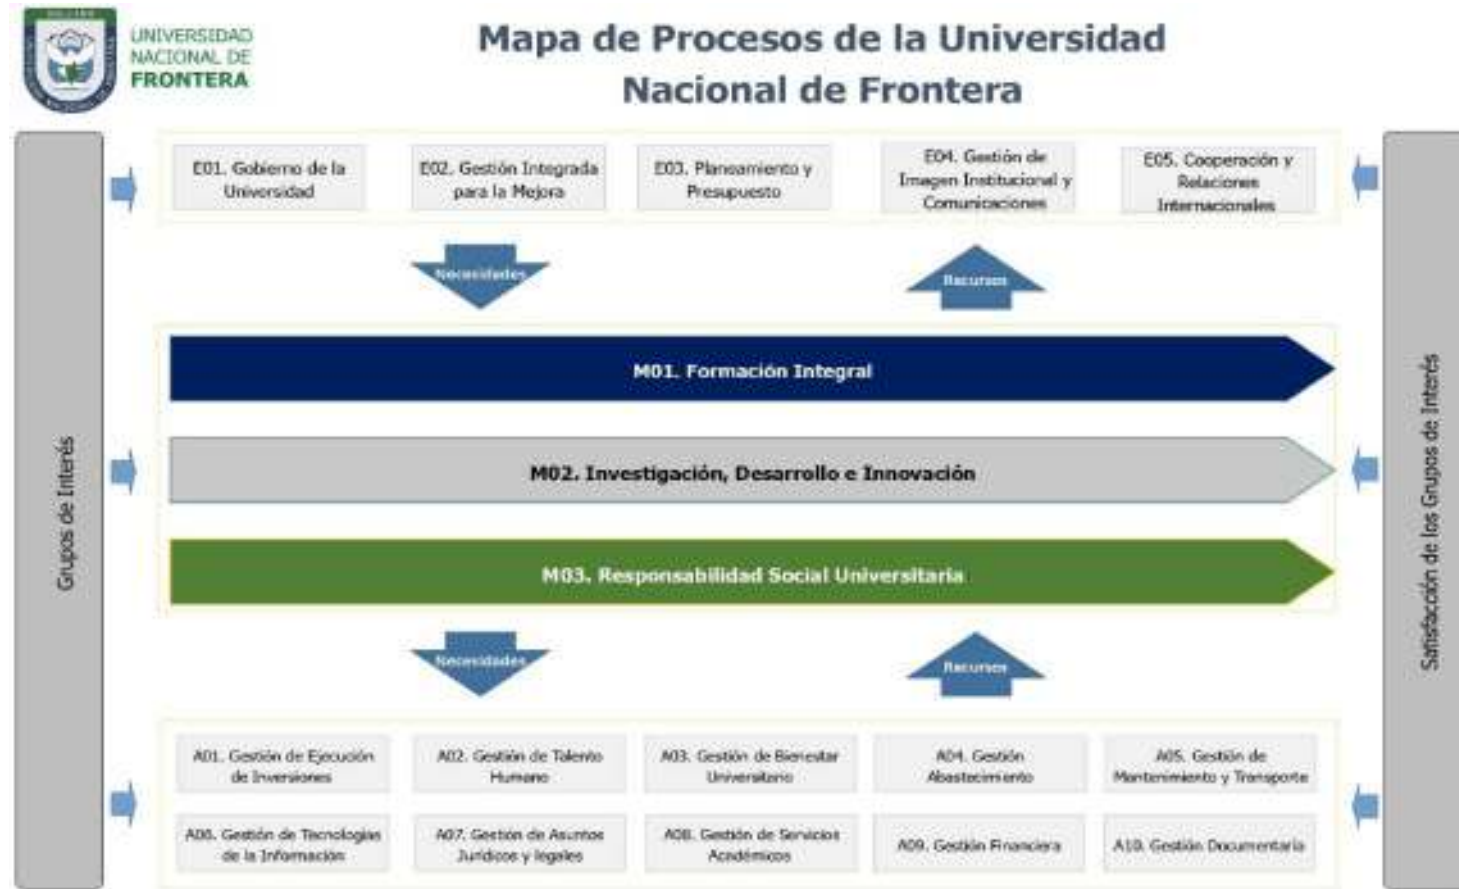 UNIVERSIDAD
NACIONAL DE
FRONTERA
Mapa de Procesos de la Universidad
Nacional de Frontera
Grupos de Interés
E01. Gobierno de la
Universidad
E02. Gestión Integrada
para la Mejora
E03. Planeamiento y
Presupuesto
E04. Gestión de
Imagen Institucional y
Comunicaciones
E05. Cooperación y
Relaciones
Internacionales
Necesidades
Recursos
M01. Formación Integral
M02. Investigación, Desarrollo e Innovación
M03. Responsabilidad Social Universitaria
Necesidades
Recursos
A01. Gestión de Ejecución
de Inversiones
A02. Gestión de Talento
Humano
A03. Gestión de Bienestar
Universitario
A04. Gestión
Abastecimiento
A05. Gestión de
Mantenimiento y Transporte
A06. Gestión de Tecnologías
de la Información
A07. Gestión de Asuntos
Jurídicos y legales
A08. Gestión de Servicios
Académicos
A09. Gestión Financiera
A10. Gestión Documentaria
Satisfacción de los Grupos de Interés